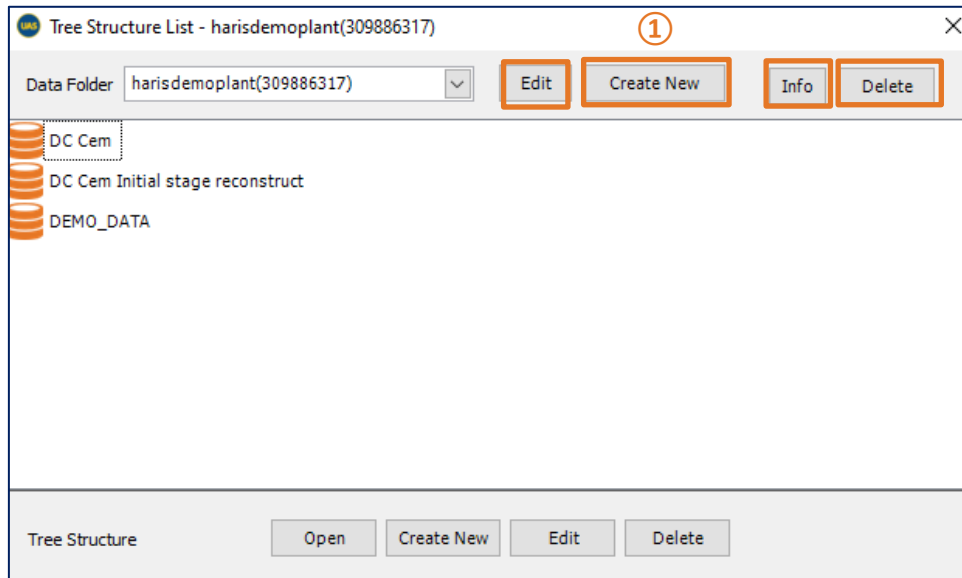 UAS Tree Structure List - harisdemoplant(309886317)
①
Data Folder harisdemoplant(309886317) Edit Create New Info Delete
DC Cem
DC Cem Initial stage reconstruct
DEMO_DATA
Tree Structure Open Create New Edit Delete